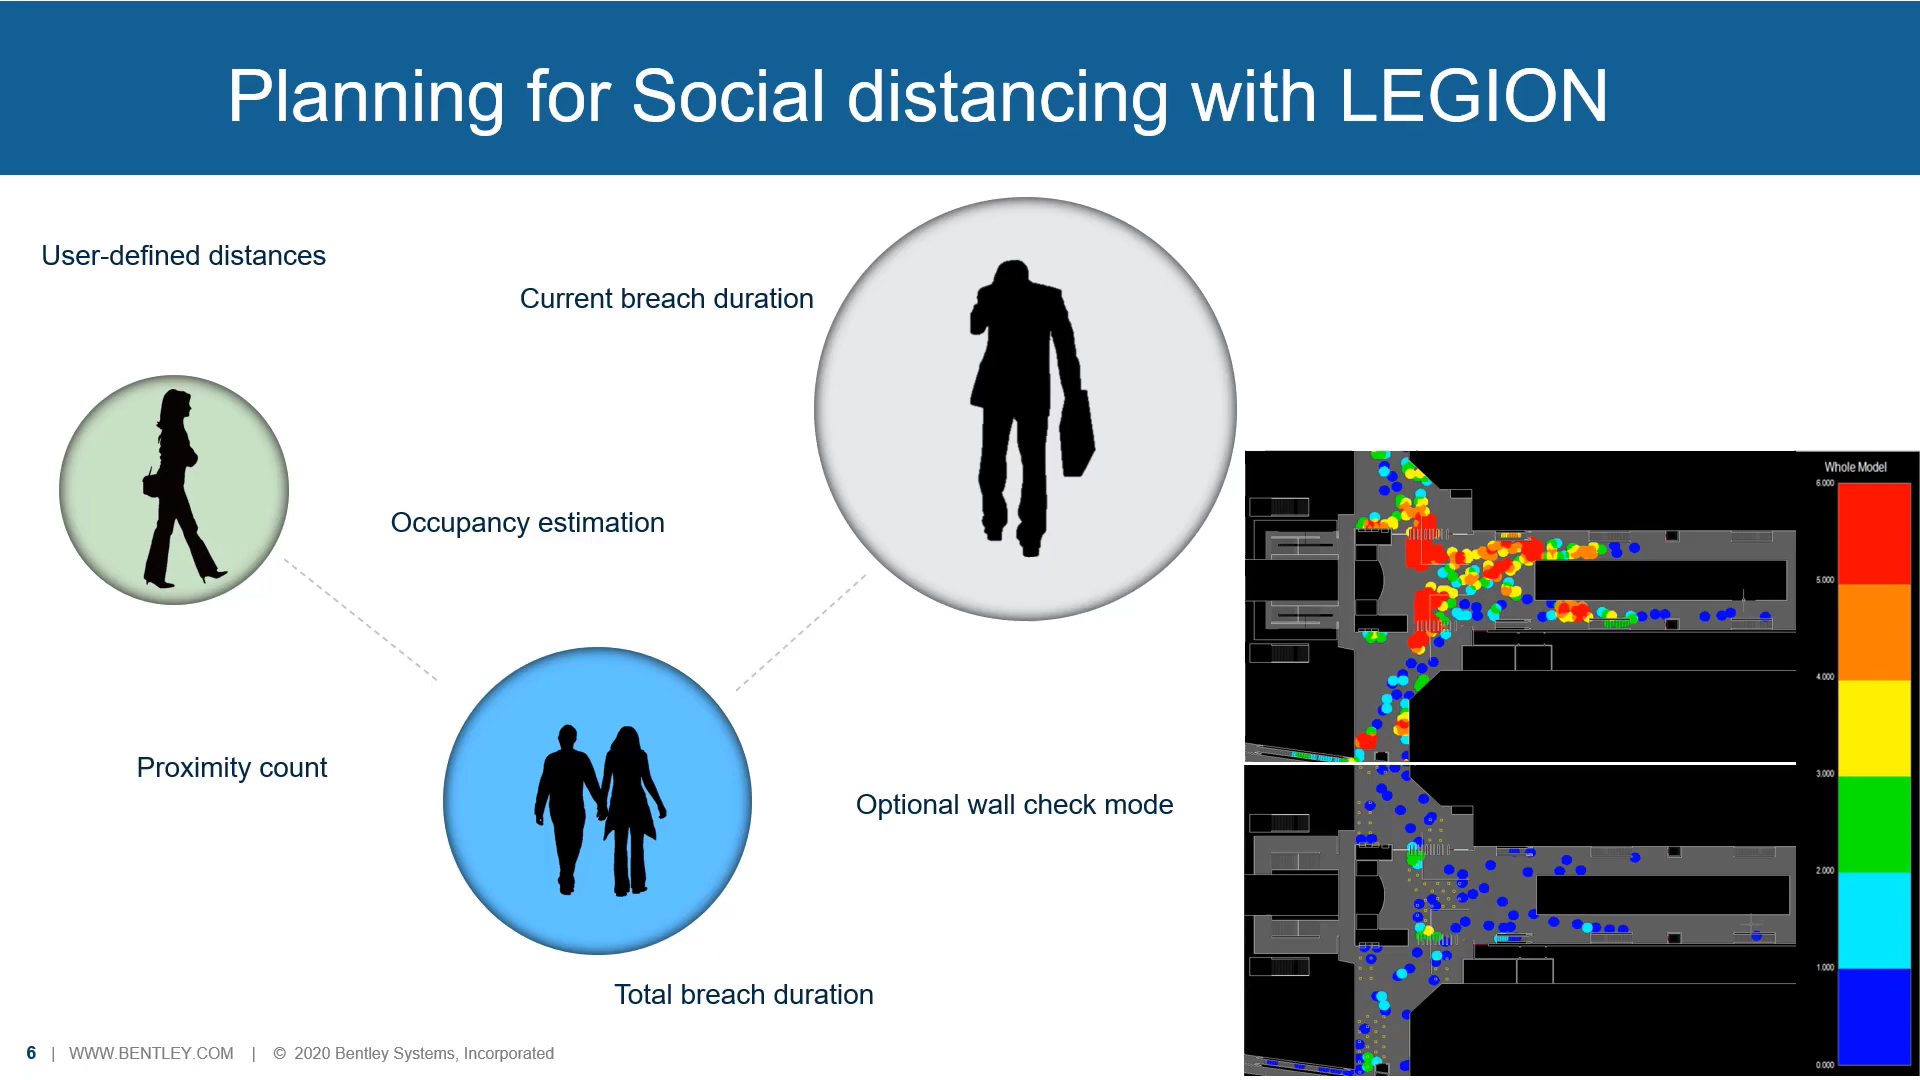 Planning for Social distancing with LEGION
User-defined distances
Current breach duration
Occupancy estimation
Proximity count
Optional wall check mode
Total breach duration
Whole Model
6.000
5.000
4.000
3.000
2.000
1.000
0.000
6 | WWW.BENTLEY.COM | © 2020 Bentley Systems, Incorporated